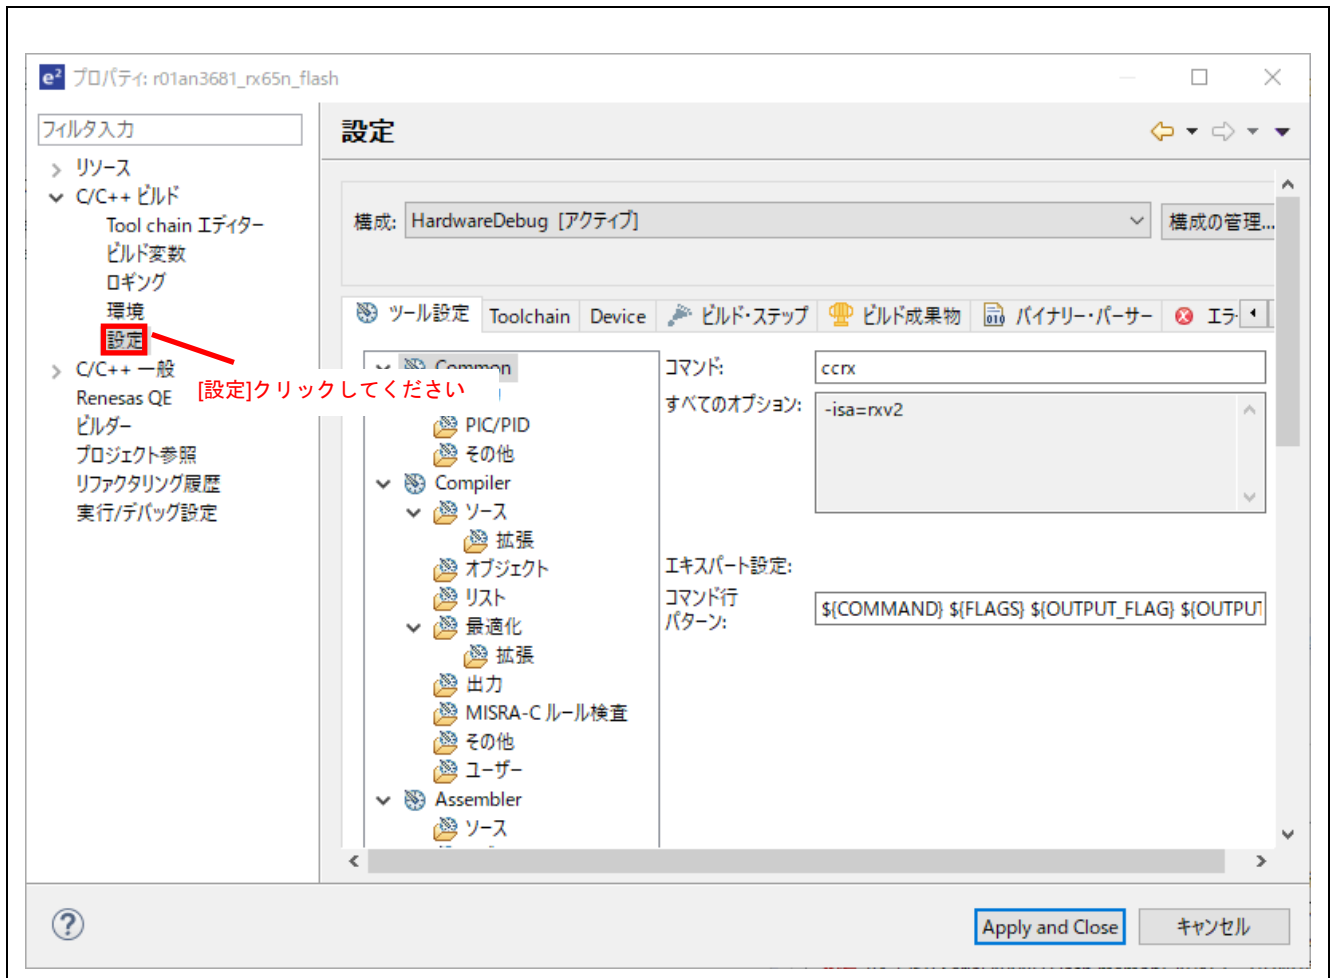 e² プロパティ: r01an3681_rx65n_flash
フィルタ入力
設定
リソース
C/C++ ビルド
Tool chain エディター
ビルド変数
ロギング
環境
設定
C/C++ 一般
Renesas QE
ビルダー
プロジェクト参照
リファクタリング履歴
実行/デバッグ設定
[設定]クリックしてください
構成: HardwareDebug [アクティブ] 構成の管理...
ツール設定 Toolchain Device ビルド・ステップ ビルド成果物 バイナリー・パーサー エラ
Common
PIC/PID
その他
Compiler
ソース
拡張
オブジェクト
リスト
最適化
拡張
出力
MISRA-C ルール検査
その他
ユーザー
Assembler
ソース
コマンド: ccrx
すべてのオプション: -isa=rxv2
エキスパート設定:
コマンド行
パターン: ${COMMAND} ${FLAGS} ${OUTPUT_FLAG} ${OUTPUT
Apply and Close キャンセル